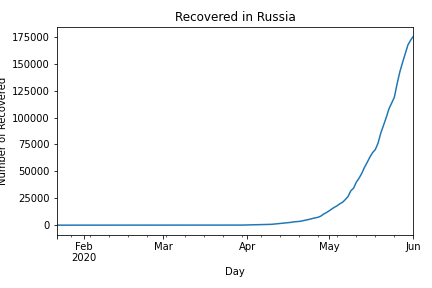 Recovered in Russia
Number of Recovered
175000
150000
125000
100000
75000
50000
25000
0
Feb
2020
Mar
Apr
May
Jun
Day